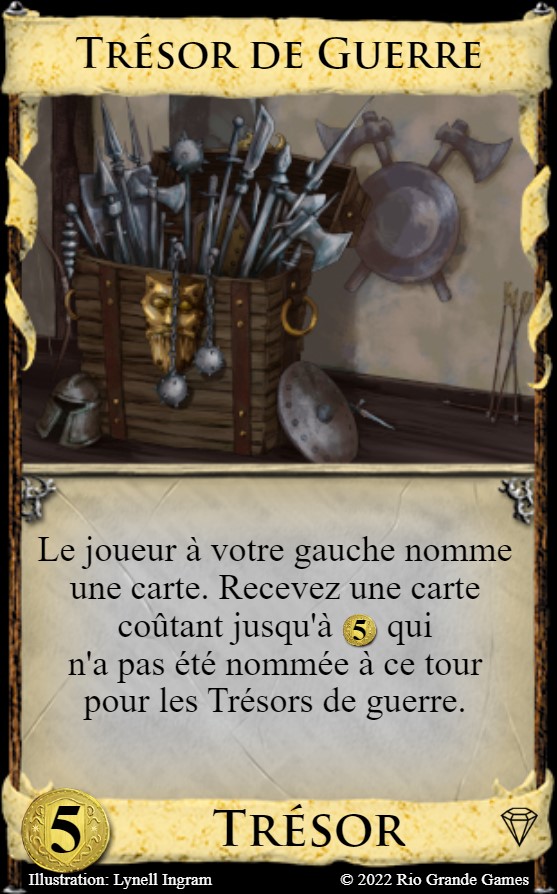 Trésor de Guerre
Le joueur à votre gauche nomme
une carte. Recevez une carte
coûtant jusqu'à 5 qui
n'a pas été nommée à ce tour
pour les Trésors de guerre.
5
Trésor
Illustration: Lynell Ingram
© 2022 Rio Grande Games